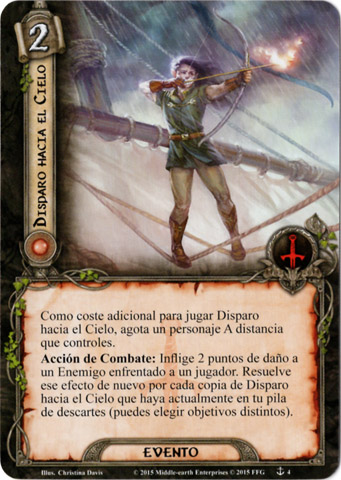 2
DISPARO HACIA EL CIELO
Como coste adicional para jugar Disparo
hacia el Cielo, agota un personaje A distancia
que controles.
Acción de Combate: Inflige 2 puntos de daño a
un Enemigo enfrentado a un jugador. Resuelve
ese efecto de nuevo por cada copia de Disparo
hacia el Cielo que haya actualmente en tu pila
de descartes (puedes elegir objetivos distintos).
EVENTO
Illus. Christina Davis © 2015 Middle-earth Enterprises © 2015 FFG 4